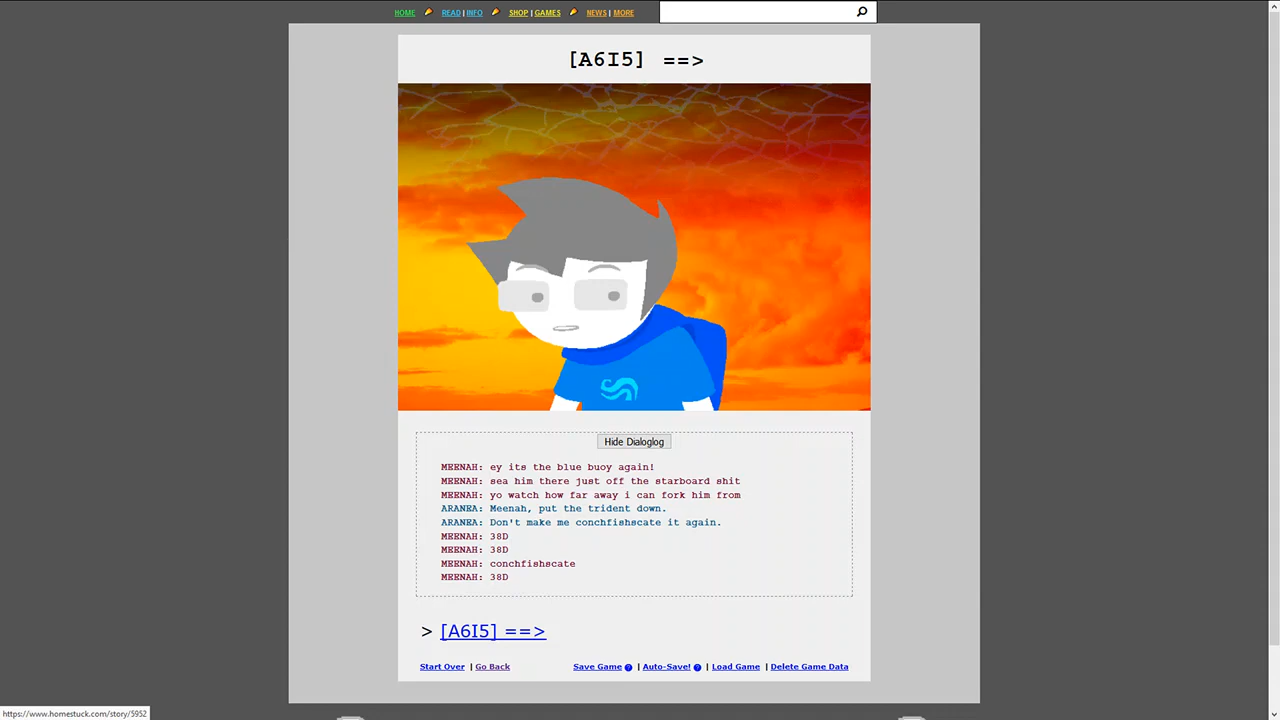 HOME READ | INFO SHOP | GAMES NEWS | MORE
[A6I5] ==>
Hide Dialoglog
MEENAH: ey its the blue buoy again!
MEENAH: sea him there just off the starboard shit
MEENAH: yo watch how far away i can fork him from
ARANEA: Meenah, put the trident down.
ARANEA: Don't make me conchfishscate it again.
MEENAH: 38D
MEENAH: 38D
MEENAH: conchfishscate
MEENAH: 38D
> [A6I5] ==>
Start Over | Go Back Save Game ? | Auto-Save! ? | Load Game | Delete Game Data
https://www.homestuck.com/story/5952